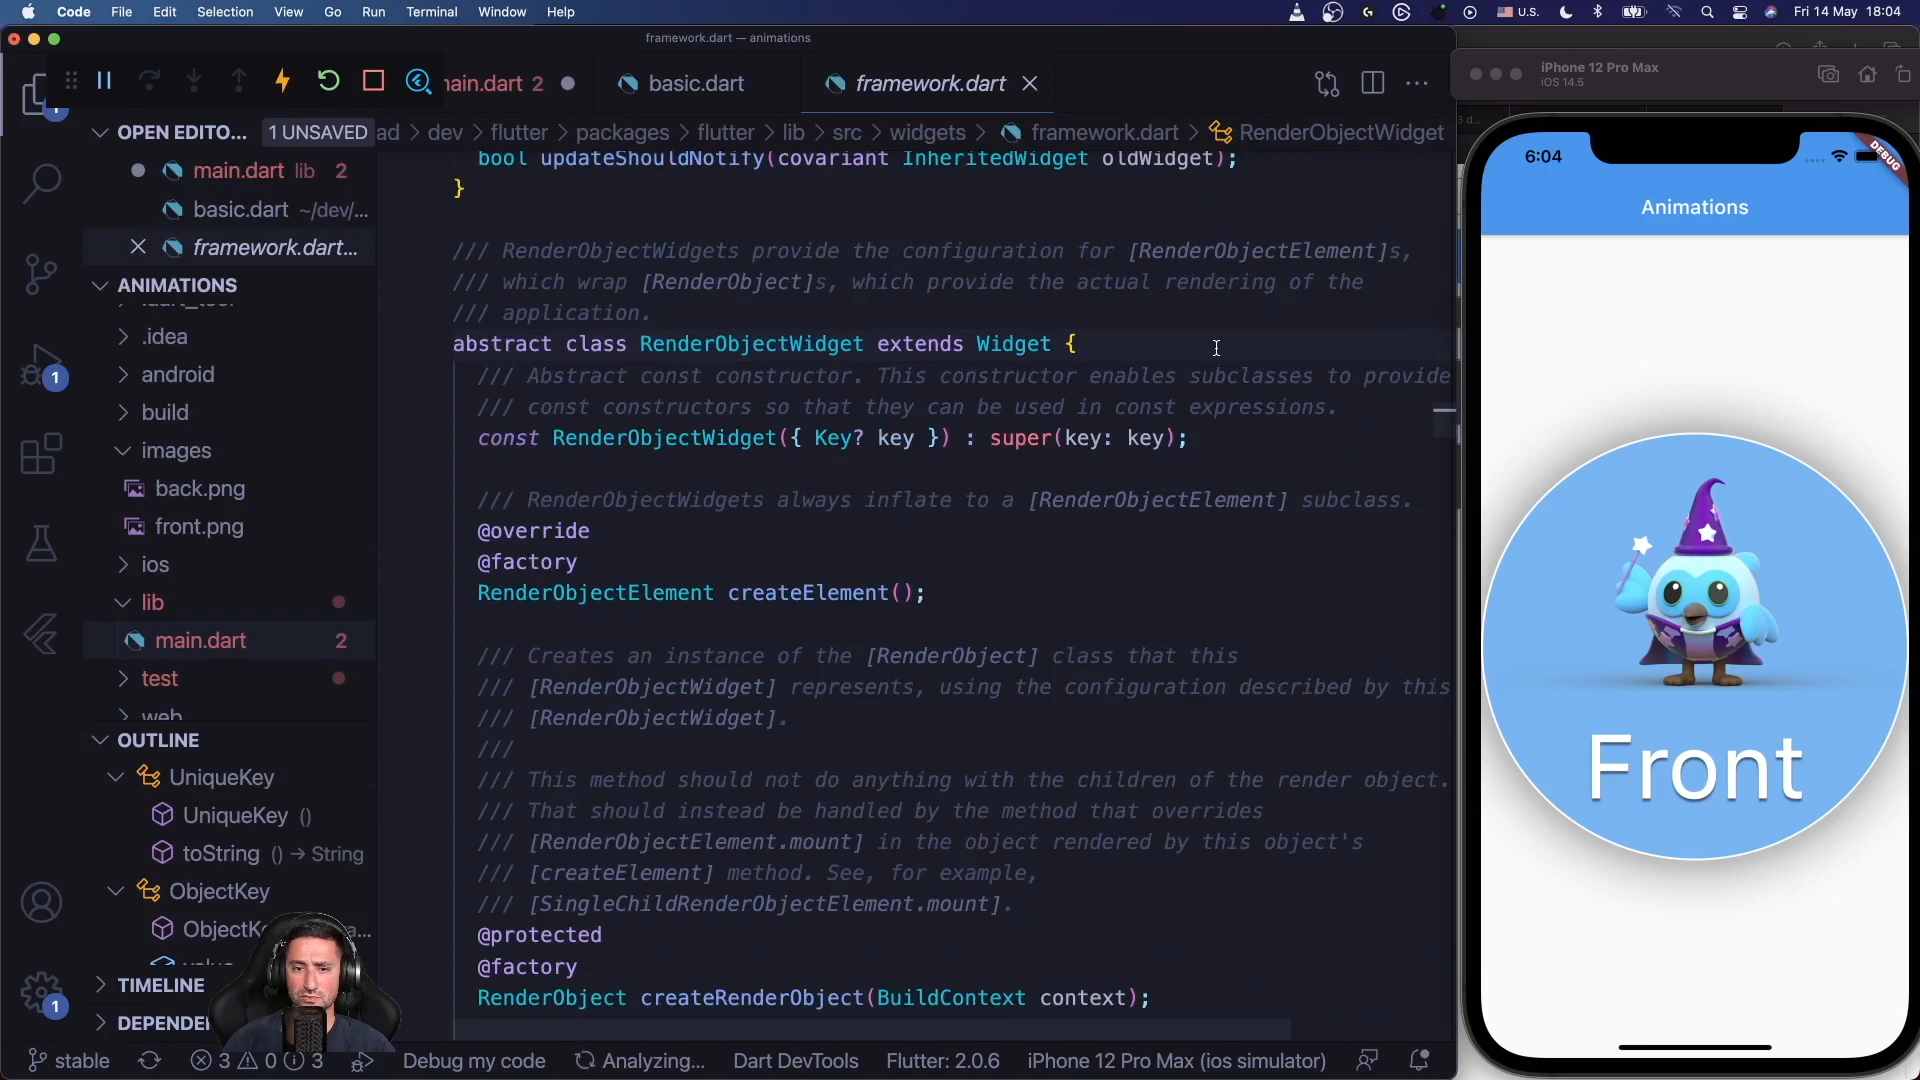 Code File Edit Selection View Go Run Terminal Window Help
U.S. Fri 14 May 18:04
framework.dart — animations
main.dart 2 basic.dart framework.dart
iPhone 12 Pro Max
iOS 14.5
OPEN EDITO... 1 UNSAVED
ad > dev > flutter > packages > flutter > lib > src > widgets > framework.dart > RenderObjectWidget
main.dart lib 2
basic.dart ~/dev/...
framework.dart...
ANIMATIONS
.idea
android
build
images
back.png
front.png
ios
lib
main.dart 2
test
web
OUTLINE
UniqueKey
UniqueKey ()
toString () → String
ObjectKey
TIMELINE
1
1
1
bool updateShouldNotify(covariant InheritedWidget oldWidget);
}
/// RenderObjectWidgets provide the configuration for [RenderObjectElement]s,
/// which wrap [RenderObject]s, which provide the actual rendering of the
/// application.
abstract class RenderObjectWidget extends Widget {
/// Abstract const constructor. This constructor enables subclasses to provide
/// const constructors so that they can be used in const expressions.
const RenderObjectWidget({ Key? key }) : super(key: key);
/// RenderObjectWidgets always inflate to a [RenderObjectElement] subclass.
@override
@factory
RenderObjectElement createElement();
/// Creates an instance of the [RenderObject] class that this
/// [RenderObjectWidget] represents, using the configuration described by this
/// [RenderObjectWidget].
///
/// This method should not do anything with the children of the render object.
/// That should instead be handled by the method that overrides
/// [RenderObjectElement.mount] in the object rendered by this object's
/// [createElement] method. See, for example,
/// [SingleChildRenderObjectElement.mount].
@protected
@factory
RenderObject createRenderObject(BuildContext context);
stable 3 0 3 Debug my code Analyzing... Dart DevTools Flutter: 2.0.6 iPhone 12 Pro Max (ios simulator)
6:04
DEBUG
Animations
Front